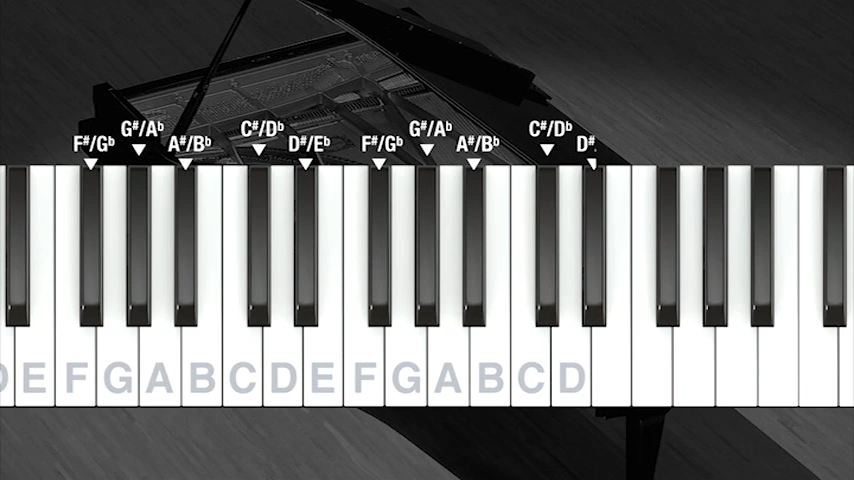 G#/Ab C#/Db G#/Ab C#/Db
F#/Gb A#/Bb D#/Eb F#/Gb A#/Bb D#
D E F G A B C D E F G A B C D